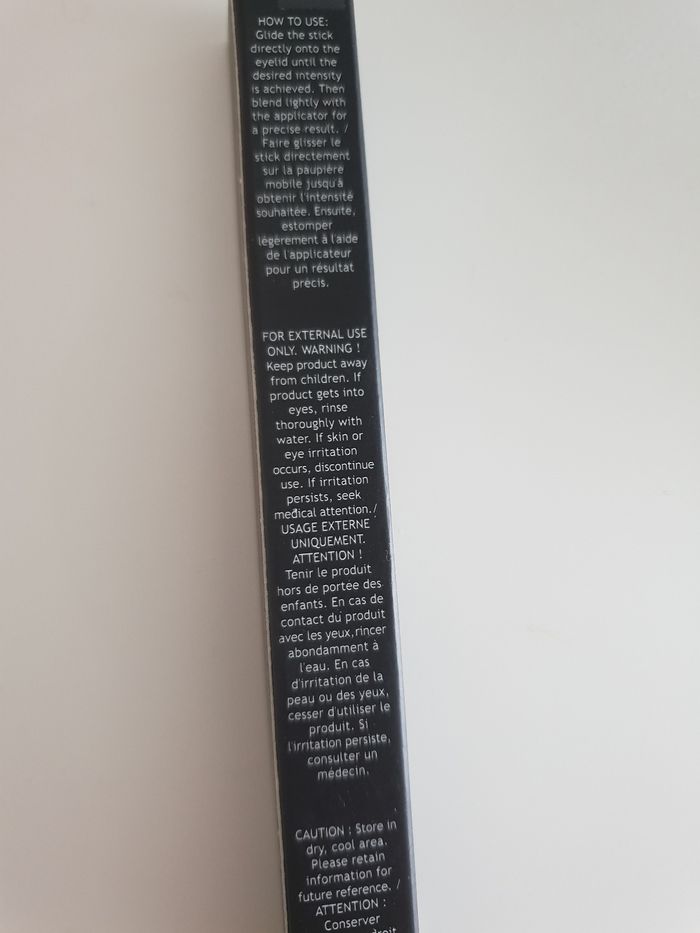 HOW TO USE:
Glide the stick
directly onto the
eyelid until the
desired intensity
is achieved. Then
blend lightly with
the applicator for
a precise result. /
Faire glisser le
stick directement
sur la paupière
mobile jusqu'à
obtenir l'intensité
souhaitée. Ensuite,
estomper
légèrement à l'aide
de l'applicateur
pour un résultat
précis.
FOR EXTERNAL USE
ONLY. WARNING !
Keep product away
from children. If
product gets into
eyes, rinse
thoroughly with
water. If skin or
eye irritation
occurs, discontinue
use. If irritation
persists, seek
medical attention./
USAGE EXTERNE
UNIQUEMENT.
ATTENTION !
Tenir le produit
hors de portée des
enfants. En cas de
contact du produit
avec les yeux,rincer
abondamment à
l'eau. En cas
d'irritation de la
peau ou des yeux,
cesser d'utiliser le
produit. Si
l'irritation persiste,
consulter un
médecin.
CAUTION : Store in
dry, cool area.
Please retain
information for
future reference. /
ATTENTION :
Conserver